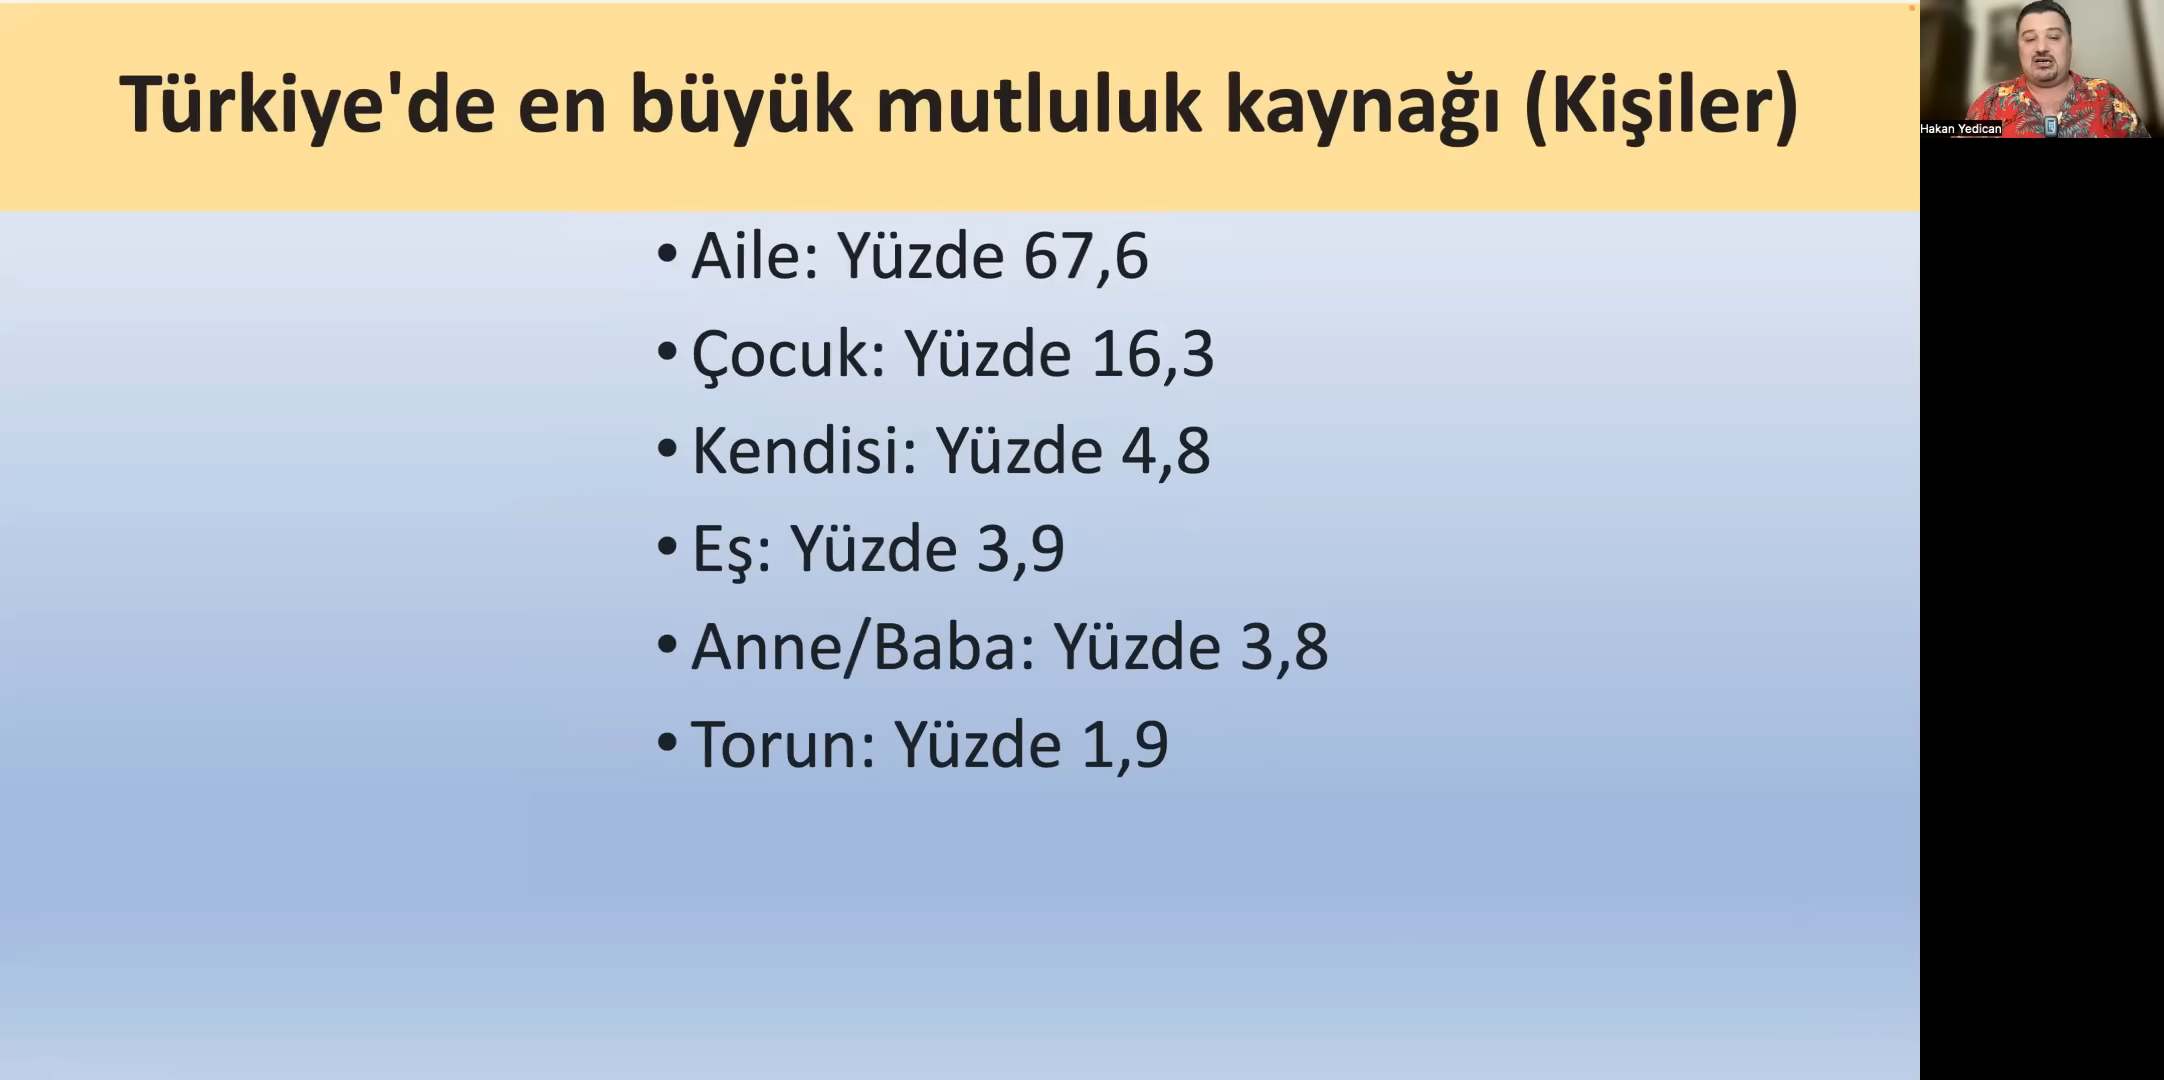 Türkiye'de en büyük mutluluk kaynağı (Kişiler)
Hakan Yedican
• Aile: Yüzde 67,6
• Çocuk: Yüzde 16,3
• Kendisi: Yüzde 4,8
• Eş: Yüzde 3,9
• Anne/Baba: Yüzde 3,8
• Torun: Yüzde 1,9